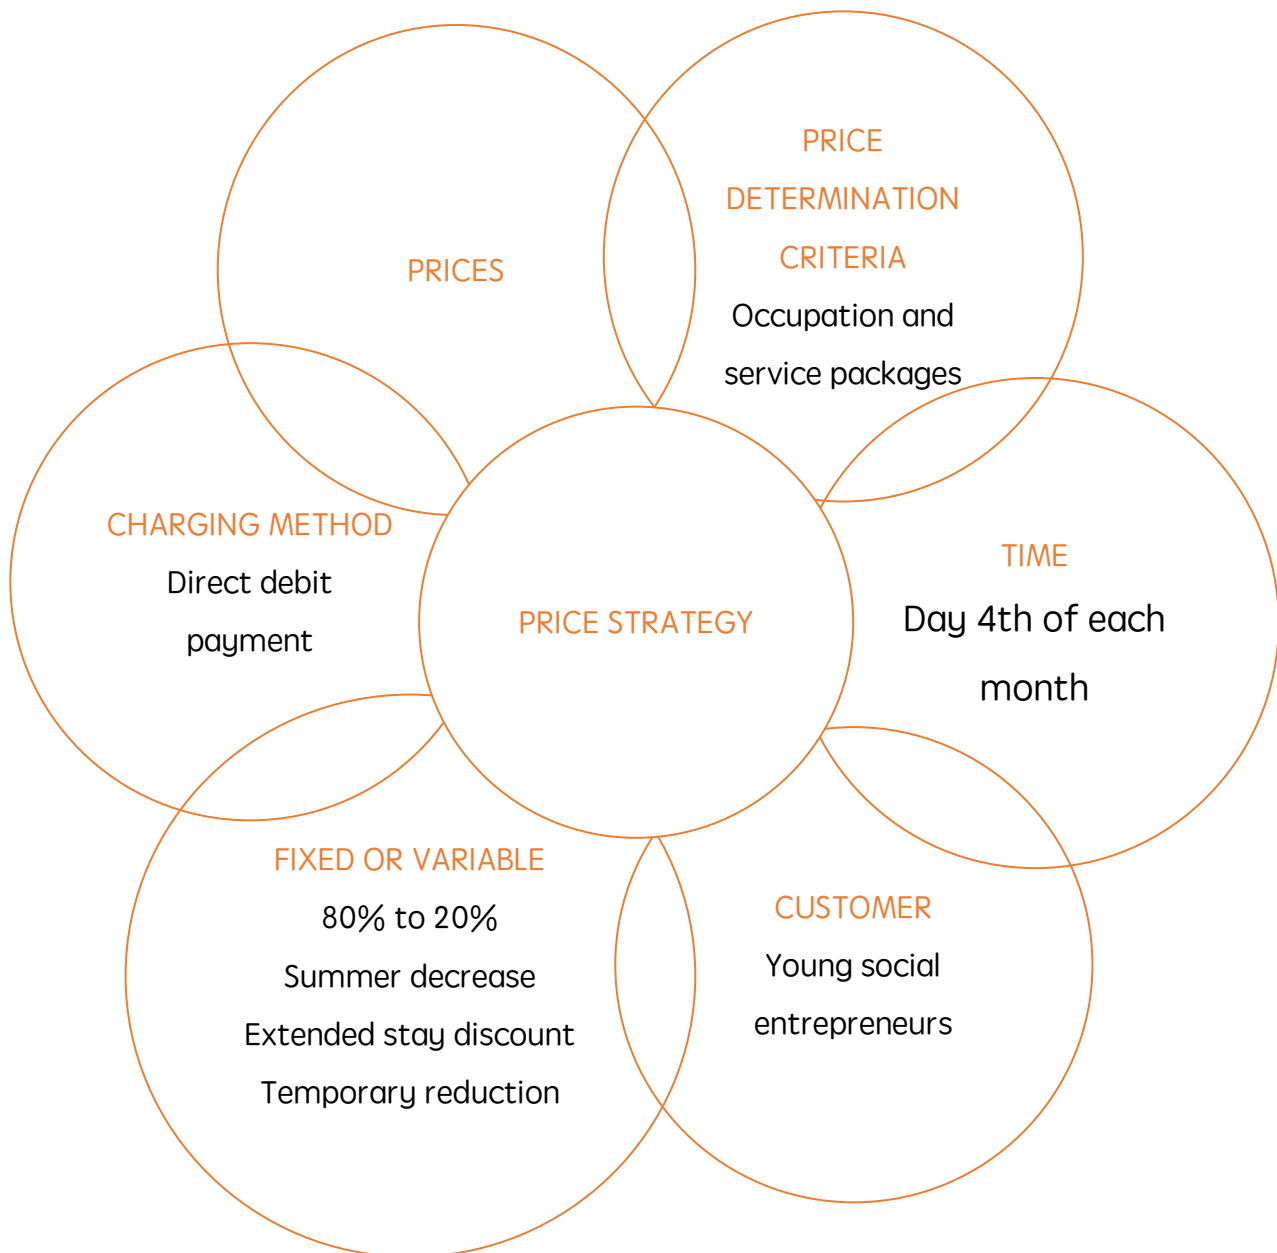 PRICES
PRICE
DETERMINATION
CRITERIA
Occupation and
service packages
CHARGING METHOD
Direct debit
payment
PRICE STRATEGY
TIME
Day 4th of each
month
FIXED OR VARIABLE
80% to 20%
Summer decrease
Extended stay discount
Temporary reduction
CUSTOMER
Young social
entrepreneurs